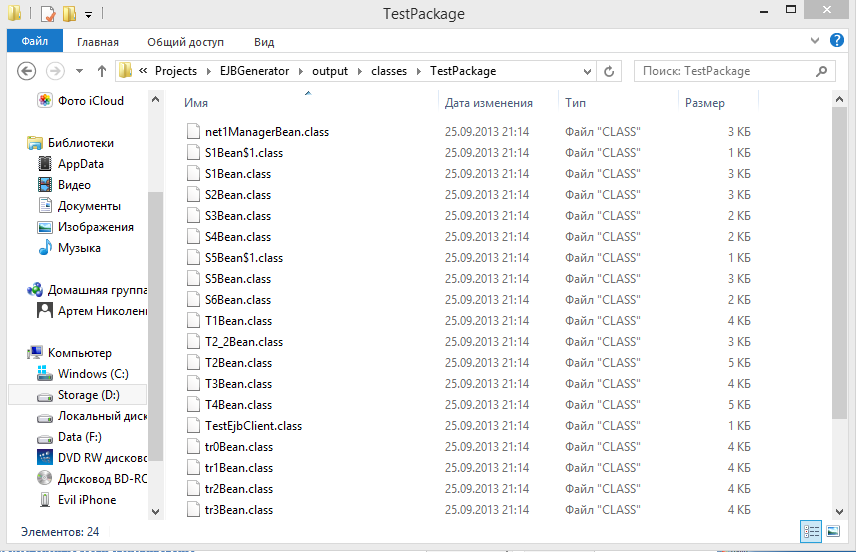 TestPackage
Файл Главная Общий доступ Вид
« Projects EJBGenerator output classes TestPackage Поиск: TestPackage
Фото iCloud
Библиотеки
AppData
Видео
Документы
Изображения
Музыка
Домашняя группа
Артем Николен
Компьютер
Windows (C:)
Storage (D:)
Локальный диск
Data (F:)
DVD RW дисково
Дисковод BD-RO
Evil iPhone
Имя Дата изменения Тип Размер
net1ManagerBean.class 25.09.2013 21:14 Файл "CLASS" 3 КБ
S1Bean$1.class 25.09.2013 21:14 Файл "CLASS" 1 КБ
S1Bean.class 25.09.2013 21:14 Файл "CLASS" 3 КБ
S2Bean.class 25.09.2013 21:14 Файл "CLASS" 3 КБ
S3Bean.class 25.09.2013 21:14 Файл "CLASS" 2 КБ
S4Bean.class 25.09.2013 21:14 Файл "CLASS" 2 КБ
S5Bean$1.class 25.09.2013 21:14 Файл "CLASS" 1 КБ
S5Bean.class 25.09.2013 21:14 Файл "CLASS" 3 КБ
S6Bean.class 25.09.2013 21:14 Файл "CLASS" 2 КБ
T1Bean.class 25.09.2013 21:14 Файл "CLASS" 4 КБ
T2_2Bean.class 25.09.2013 21:14 Файл "CLASS" 3 КБ
T2Bean.class 25.09.2013 21:14 Файл "CLASS" 5 КБ
T3Bean.class 25.09.2013 21:14 Файл "CLASS" 4 КБ
T4Bean.class 25.09.2013 21:14 Файл "CLASS" 5 КБ
TestEjbClient.class 25.09.2013 21:14 Файл "CLASS" 1 КБ
tr0Bean.class 25.09.2013 21:14 Файл "CLASS" 4 КБ
tr1Bean.class 25.09.2013 21:14 Файл "CLASS" 4 КБ
tr2Bean.class 25.09.2013 21:14 Файл "CLASS" 4 КБ
tr3Bean.class 25.09.2013 21:14 Файл "CLASS" 4 КБ
Элементов: 24